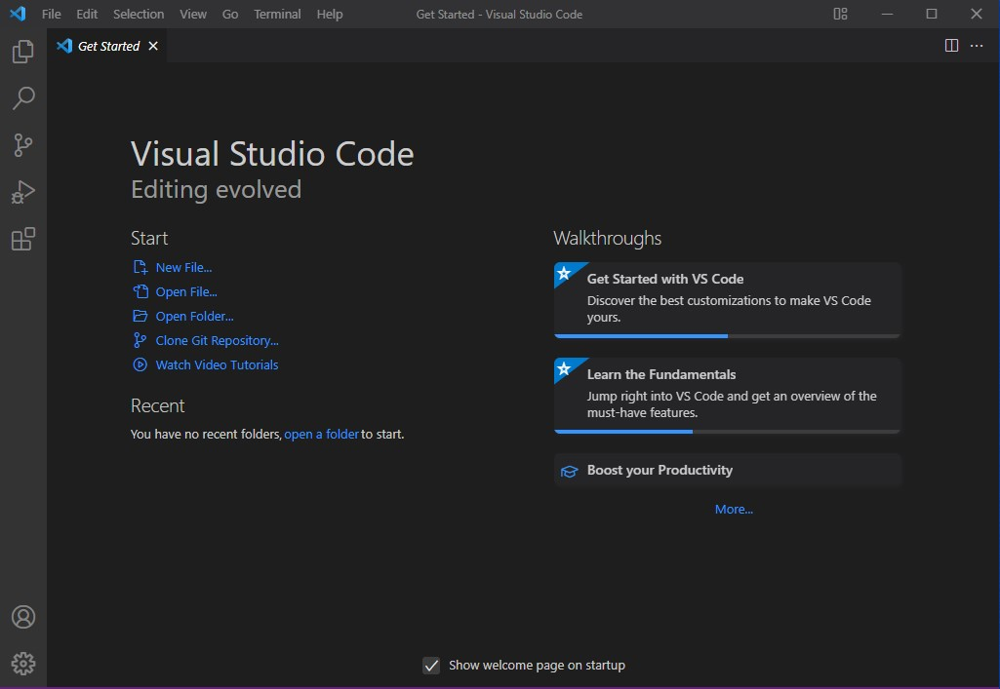 File Edit Selection View Go Terminal Help Get Started - Visual Studio Code
Get Started
Visual Studio Code
Editing evolved
Start
New File...
Open File...
Open Folder...
Clone Git Repository...
Watch Video Tutorials
Recent
You have no recent folders, open a folder to start.
Walkthroughs
Get Started with VS Code
Discover the best customizations to make VS Code
yours.
Learn the Fundamentals
Jump right into VS Code and get an overview of the
must-have features.
Boost your Productivity
More...
Show welcome page on startup